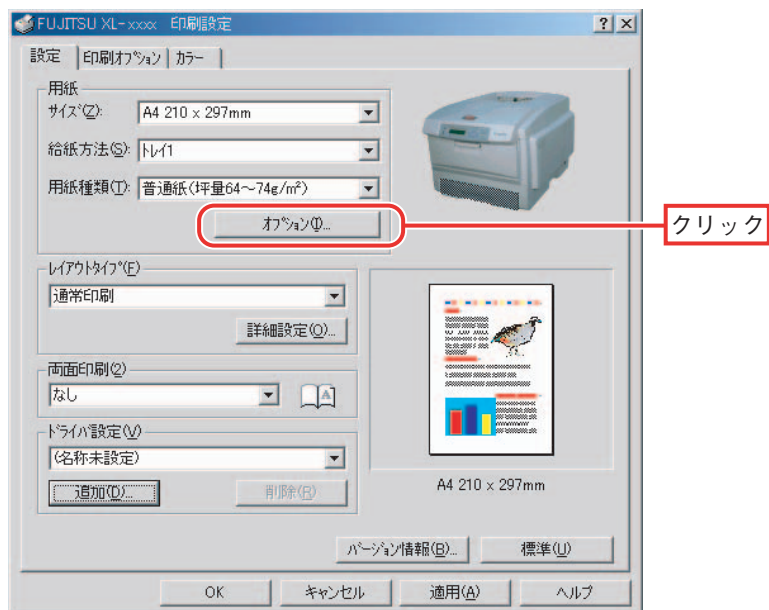 FUJITSU XL-xxxx 印刷設定
設定 印刷オプション カラー
用紙
サイズ(Z): A4 210 x 297mm
給紙方法(S): トレイ1
用紙種類(T): 普通紙(坪量64～74g/m²)
オプション(I)...
クリック
レイアウトタイプ(F)
通常印刷
詳細設定(O)...
両面印刷(2)
なし
A
ドライバ設定(V)
(名称未設定)
追加(D)...
削除(R)
A4 210 x 297mm
バージョン情報(B)...
標準(U)
OK
キャンセル
適用(A)
ヘルプ